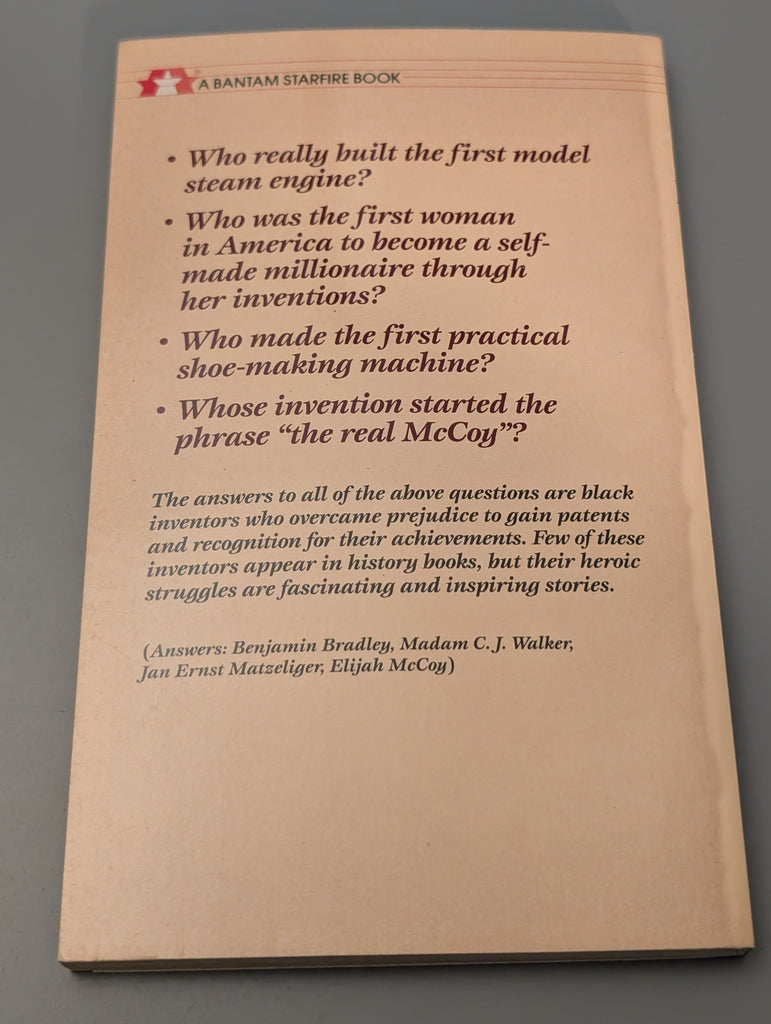 A BANTAM STARFIRE BOOK
• Who really built the first model
steam engine?
• Who was the first woman
in America to become a self-
made millionaire through
her inventions?
• Who made the first practical
shoe-making machine?
• Whose invention started the
phrase “the real McCoy”?
The answers to all of the above questions are black
inventors who overcame prejudice to gain patents
and recognition for their achievements. Few of these
inventors appear in history books, but their heroic
struggles are fascinating and inspiring stories.
(Answers: Benjamin Bradley, Madam C. J. Walker,
Jan Ernst Matzeliger, Elijah McCoy)